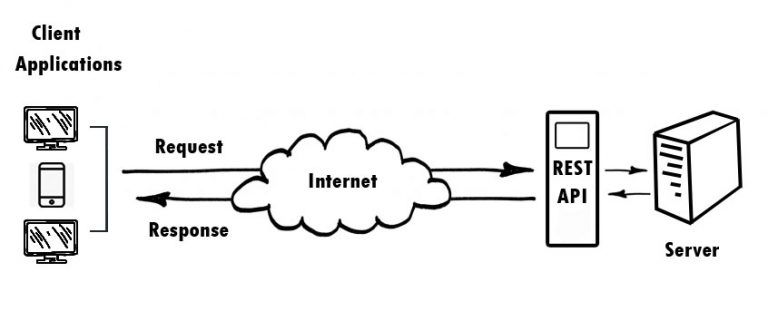 Client
Applications
Request
Internet
Response
REST
API
Server